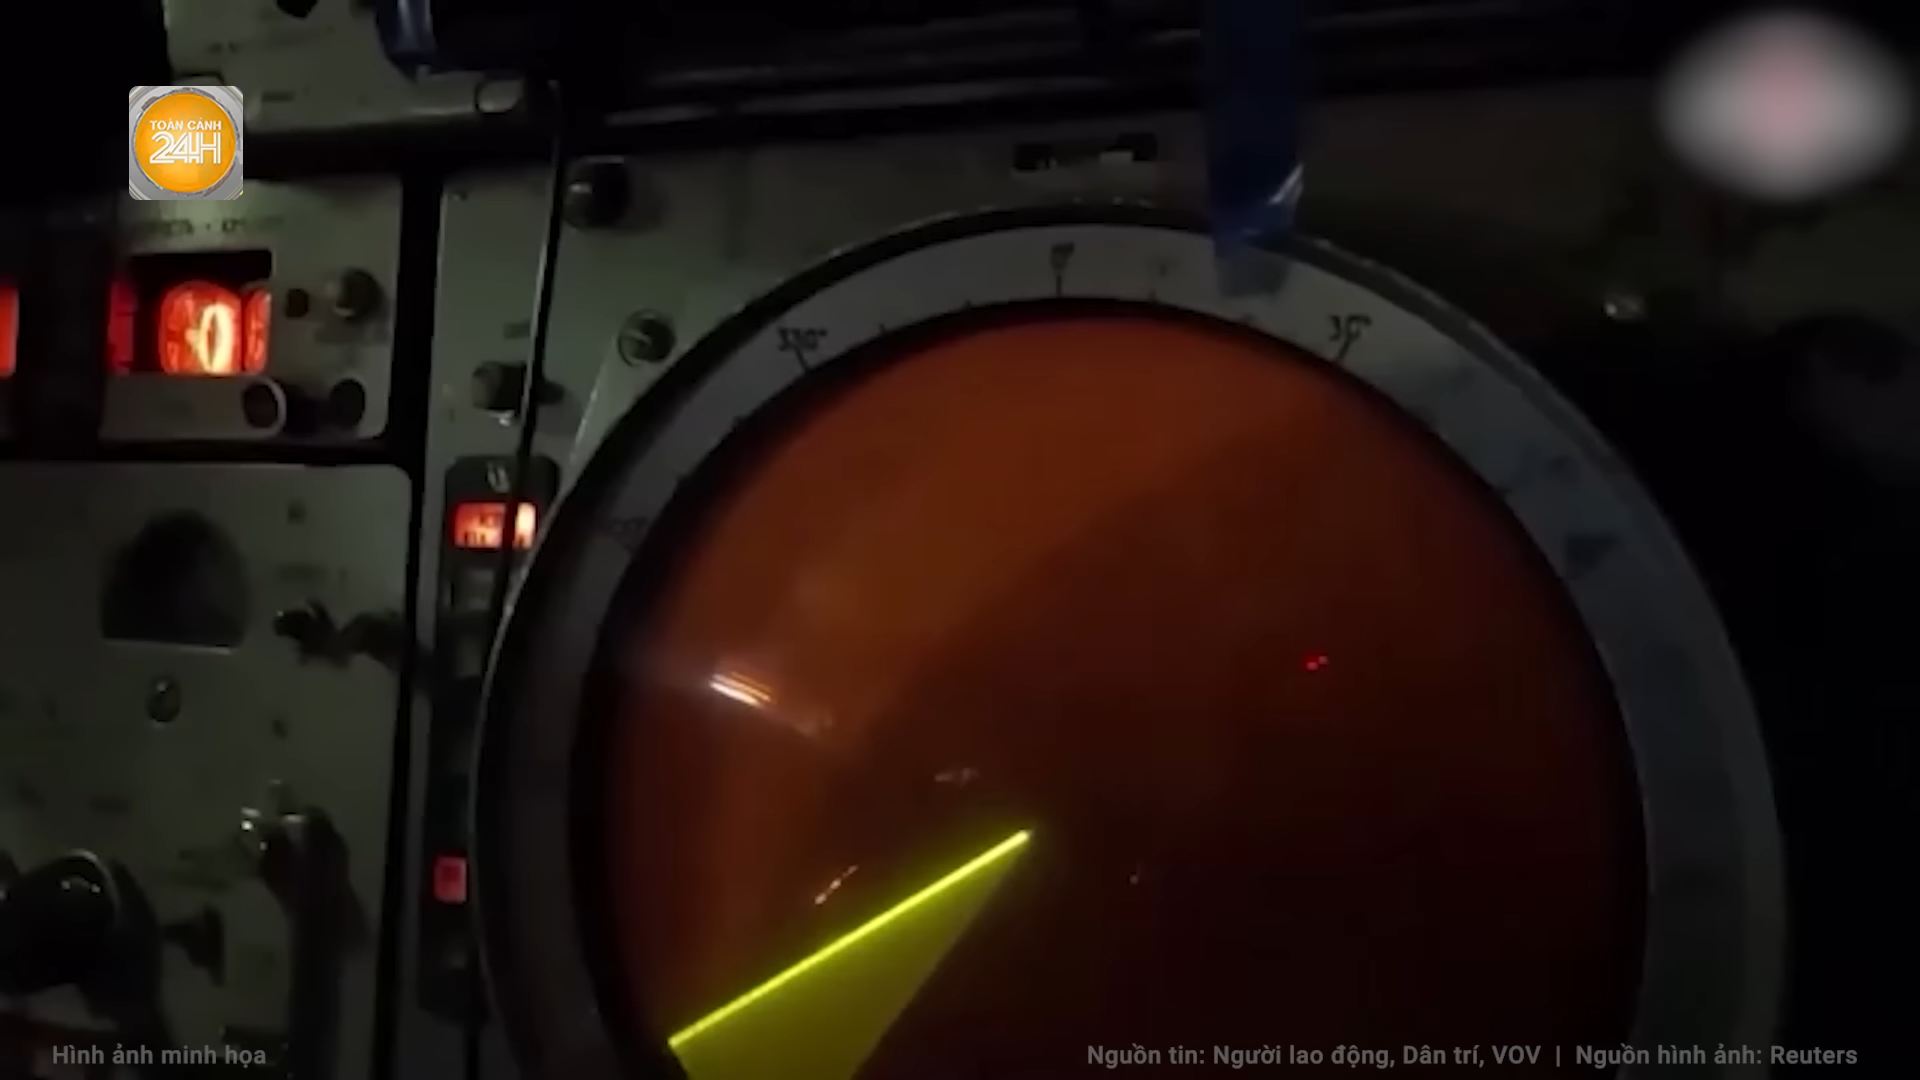 TOÀN CẢNH
24H
0°
330°
30°
Hình ảnh minh họa
Nguồn tin: Người lao động, Dân trí, VOV | Nguồn hình ảnh: Reuters